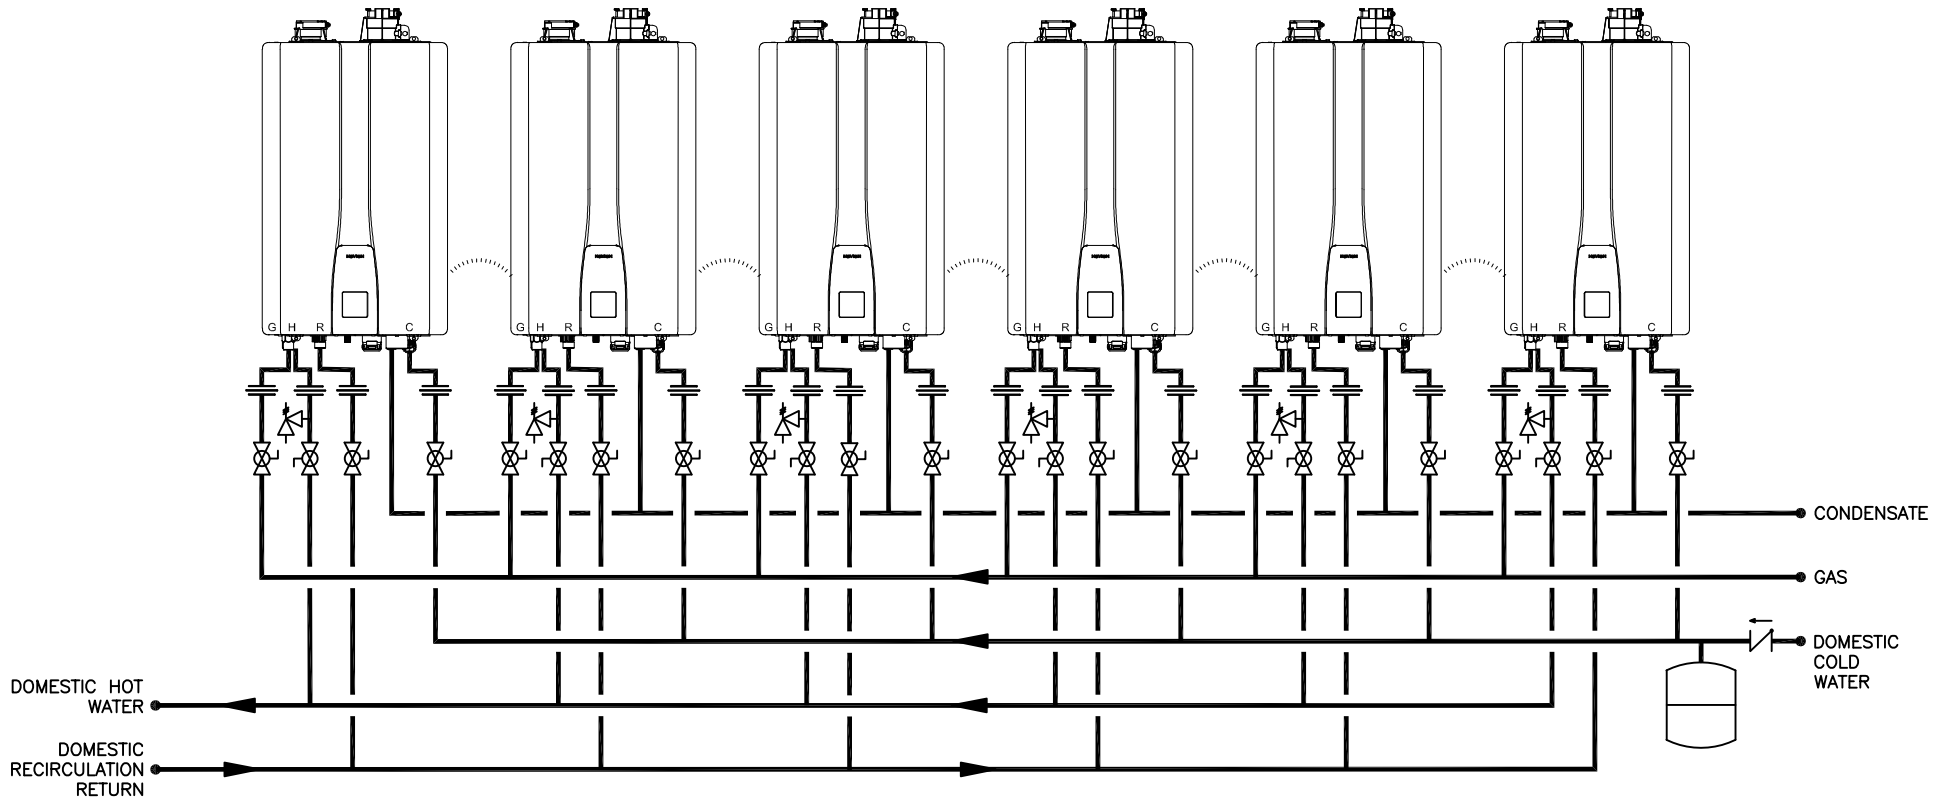 G H R C G H R C G H R C G H R C G H R C G H R C
CONDENSATE
GAS
DOMESTIC
COLD
WATER
DOMESTIC HOT
WATER
DOMESTIC
RECIRCULATION
RETURN